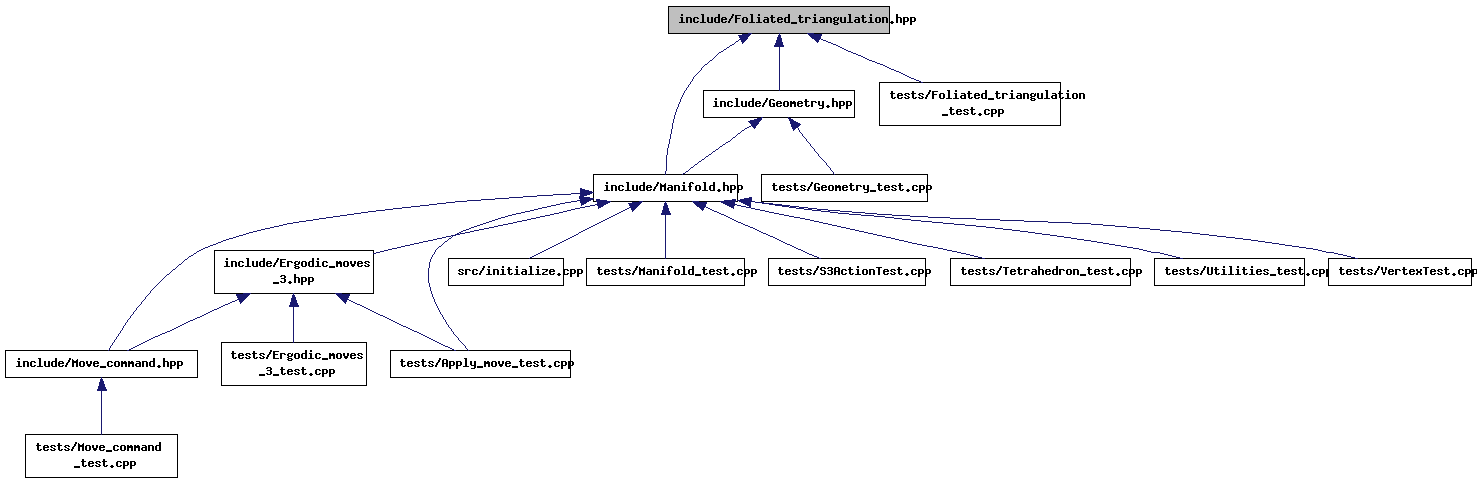 include/Foliated_triangulation.hpp
include/Geometry.hpp
tests/Foliated_triangulation
_test.cpp
include/Manifold.hpp
tests/Geometry_test.cpp
include/Ergodic_moves
_3.hpp
src/initialize.cpp
tests/Manifold_test.cpp
tests/S3ActionTest.cpp
tests/Tetrahedron_test.cpp
tests/Utilities_test.cpp
tests/VertexTest.cpp
include/Move_command.hpp
tests/Ergodic_moves
_3_test.cpp
tests/Apply_move_test.cpp
tests/Move_command
_test.cpp